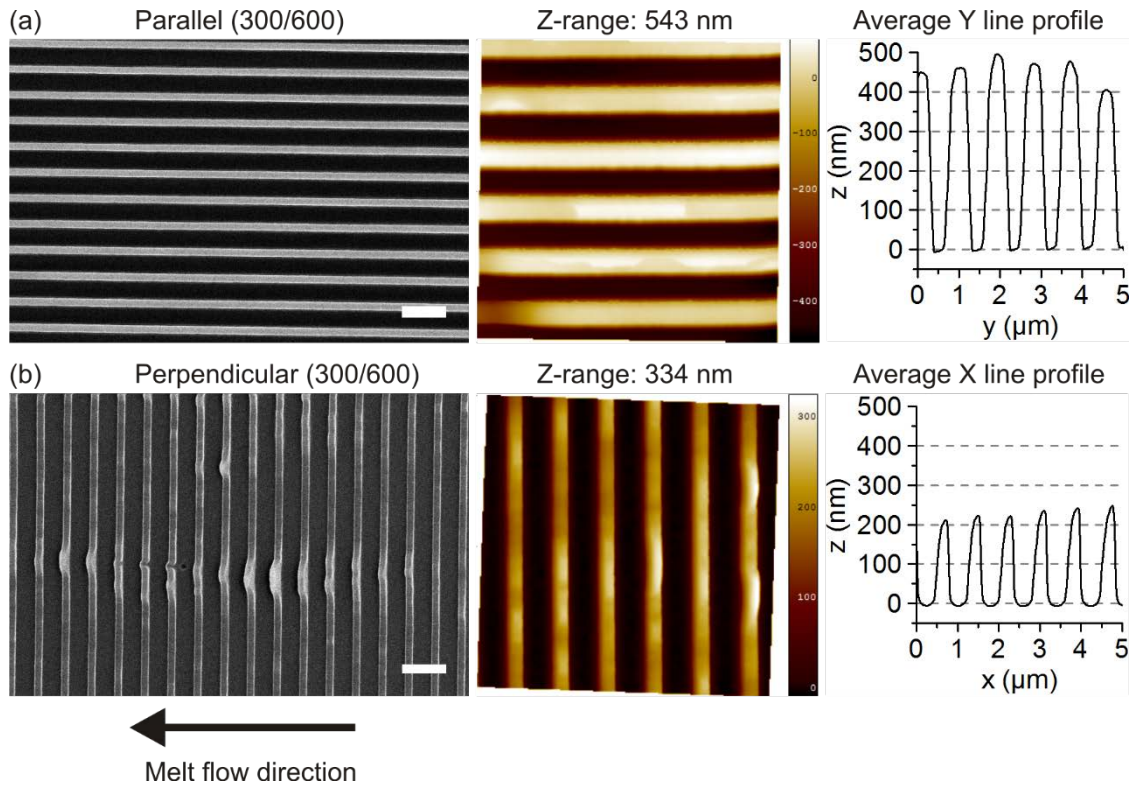 (a) Parallel (300/600) Z-range: 543 nm Average Y line profile
0
-100
-200
-300
-400
500
400
300
200
100
0
z (nm)
0 1 2 3 4 5
y (µm)
(b) Perpendicular (300/600) Z-range: 334 nm Average X line profile
300
200
100
0
500
400
300
200
100
0
z (nm)
0 1 2 3 4 5
x (µm)
Melt flow direction